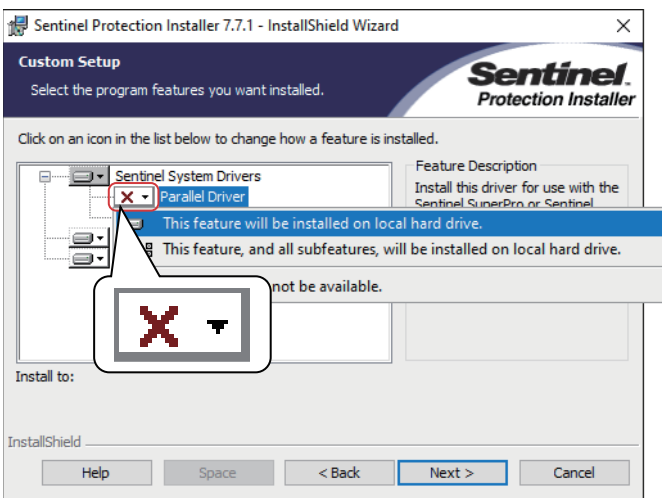 Sentinel Protection Installer 7.7.1 - InstallShield Wizard
Custom Setup
Select the program features you want installed.
Sentinel.
Protection Installer
Click on an icon in the list below to change how a feature is installed.
Sentinel System Drivers
Parallel Driver
Feature Description
Install this driver for use with the
Sentinel SuperPro or Sentinel
This feature will be installed on local hard drive.
This feature, and all subfeatures, will be installed on local hard drive.
not be available.
Install to:
InstallShield
Help
Space
< Back
Next >
Cancel